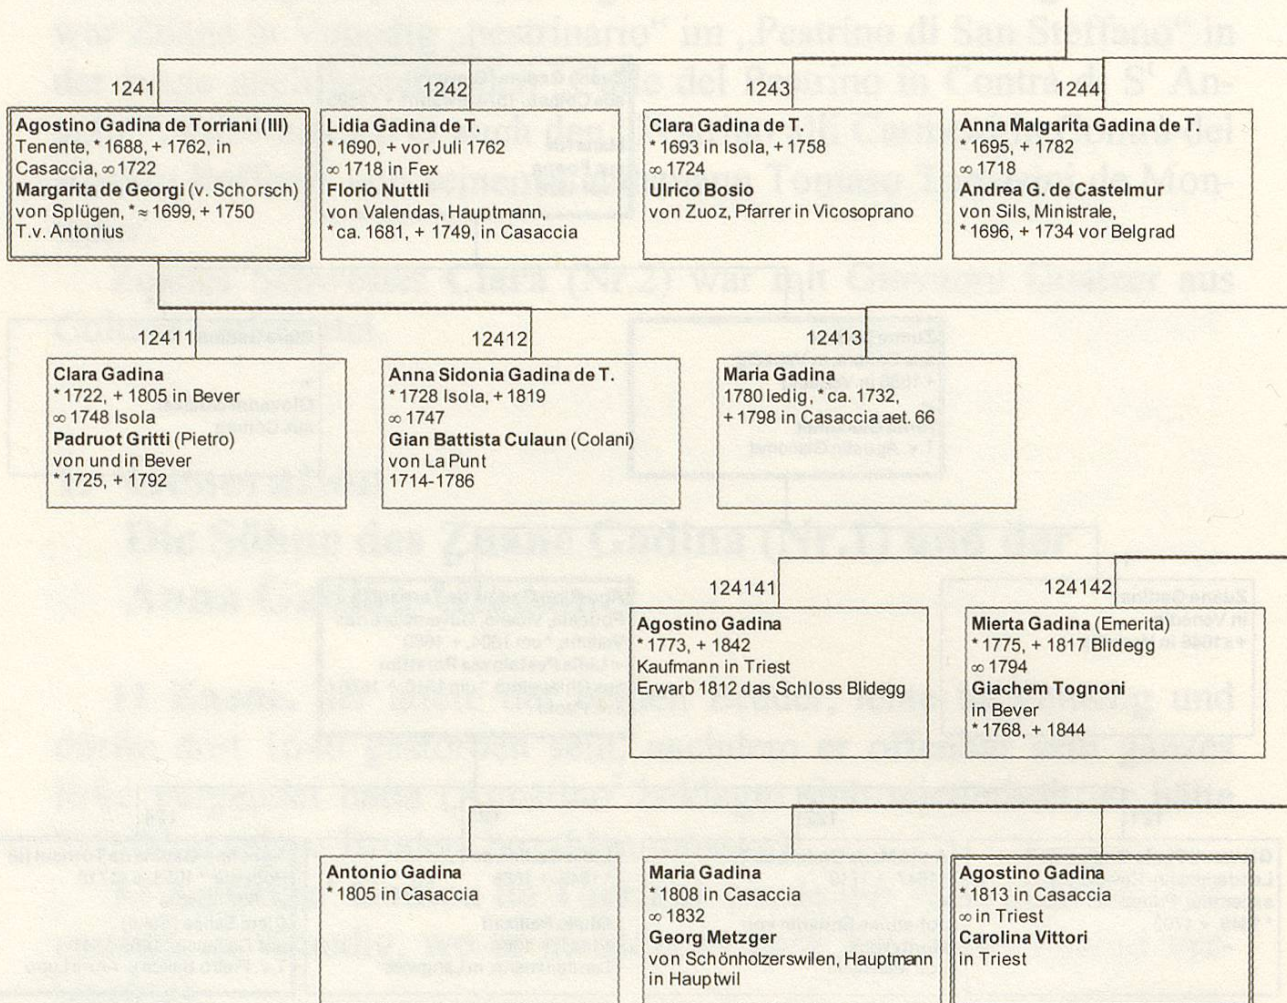 1241
Agostino Gadina de Torriani (III)
Tenente, * 1688, + 1762, in
Casaccia, ∞ 1722
Margarita de Georgi (v. Schorsch)
von Splügen, * ≈ 1699, + 1750
T.v. Antonius
1242
Lidia Gadina de T.
* 1690, + vor Juli 1762
∞ 1718 in Fex
Florio Nuttli
von Valendas, Hauptmann,
* ca. 1681, + 1749, in Casaccia
1243
Clara Gadina de T.
* 1693 in Isola, + 1758
∞ 1724
Ulrico Bosio
von Zuoz, Pfarrer in Vicosoprano
1244
Anna Malgarita Gadina de T.
* 1695, + 1782
∞ 1718
Andrea G. de Castelmur
von Sils, Ministrale,
* 1696, + 1734 vor Belgrad
12411
Clara Gadina
* 1722, + 1805 in Bever
∞ 1748 Isola
Padruot Gritti (Pietro)
von und in Bever
* 1725, + 1792
12412
Anna Sidonia Gadina de T.
* 1728 Isola, + 1819
∞ 1747
Gian Battista Culaun (Colani)
von La Punt
1714-1786
12413
Maria Gadina
1780 ledig, * ca. 1732,
+ 1798 in Casaccia aet. 66
124141
Agostino Gadina
* 1773, + 1842
Kaufmann in Triest
Erwarb 1812 das Schloss Blidegg
124142
Mierta Gadina (Emerita)
* 1775, + 1817 Blidegg
∞ 1794
Giachem Tognoni
in Bever
* 1768, + 1844
Antonio Gadina
* 1805 in Casaccia
Maria Gadina
* 1808 in Casaccia
∞ 1832
Georg Metzger
von Schönholzerswilen, Hauptmann
in Hauptwil
Agostino Gadina
* 1813 in Casaccia
∞ in Triest
Carolina Vittori
in Triest